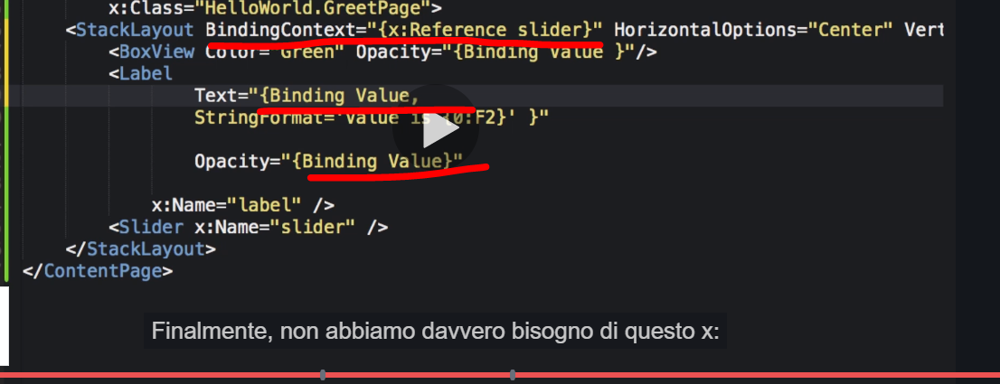 x:Class="HelloWorld.GreetPage">
<StackLayout BindingContext="{x:Reference slider}" HorizontalOptions="Center" Vert
<BoxView Color="Green" Opacity="{Binding Value }"/>
<Label
Text="{Binding Value,
StringFormat='Value is {0:F2}' }"
Opacity="{Binding Value}"
x:Name="label" />
<Slider x:Name="slider" />
</StackLayout>
</ContentPage>
Finalmente, non abbiamo davvero bisogno di questo x: